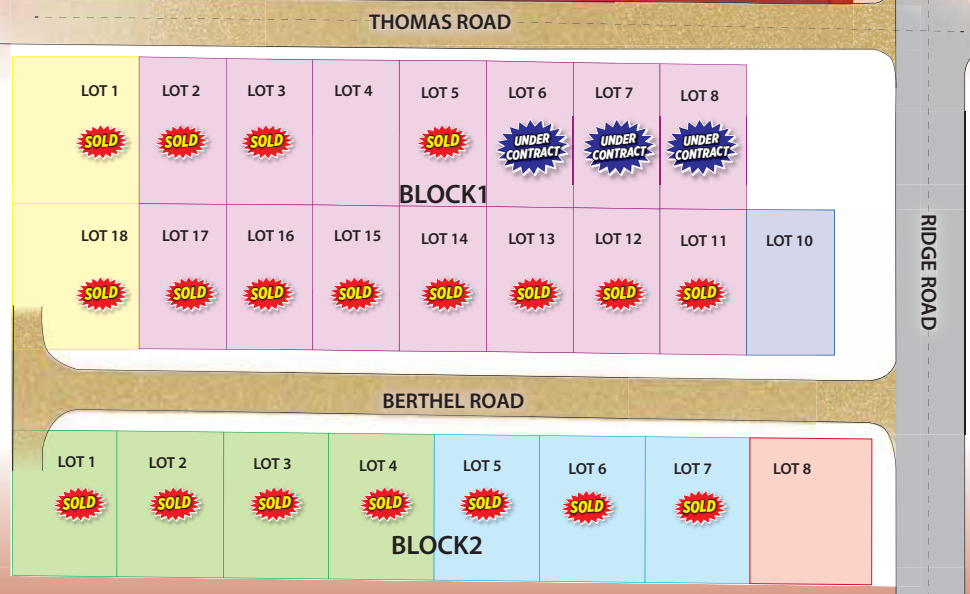 THOMAS ROAD
LOT 1 LOT 2 LOT 3 LOT 4 LOT 5 LOT 6 LOT 7 LOT 8
SOLD SOLD SOLD SOLD UNDER CONTRACT UNDER CONTRACT UNDER CONTRACT
BLOCK1
LOT 18 LOT 17 LOT 16 LOT 15 LOT 14 LOT 13 LOT 12 LOT 11 LOT 10
SOLD SOLD SOLD SOLD SOLD SOLD SOLD SOLD
RIDGE ROAD
BERTHEL ROAD
LOT 1 LOT 2 LOT 3 LOT 4 LOT 5 LOT 6 LOT 7 LOT 8
SOLD SOLD SOLD SOLD SOLD SOLD SOLD
BLOCK2